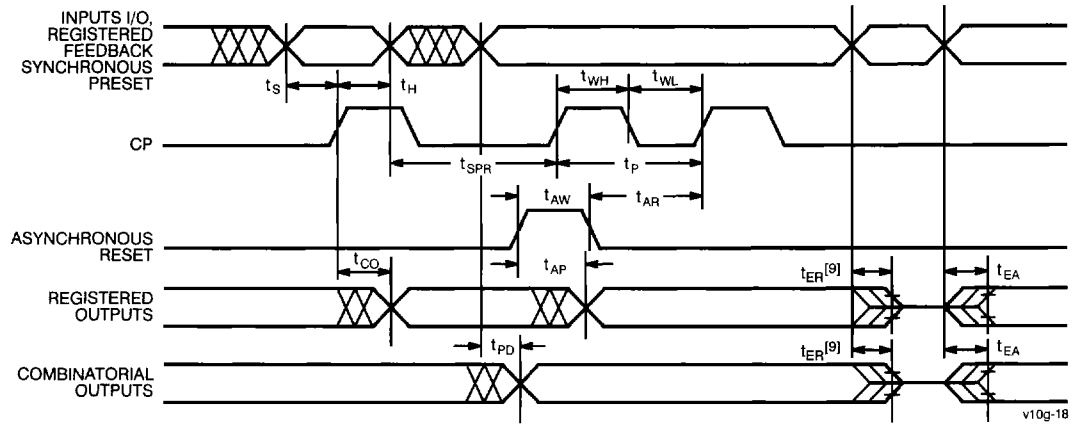 INPUTS I/O,
REGISTERED
FEEDBACK
SYNCHRONOUS
PRESET
tS
tH
tWH
tWL
CP
tSPR
tP
tAW
tAR
ASYNCHRONOUS
RESET
tCO
tAP
tER[9]
tEA
REGISTERED
OUTPUTS
tPD
tER[9]
tEA
COMBINATORIAL
OUTPUTS
v10g-18